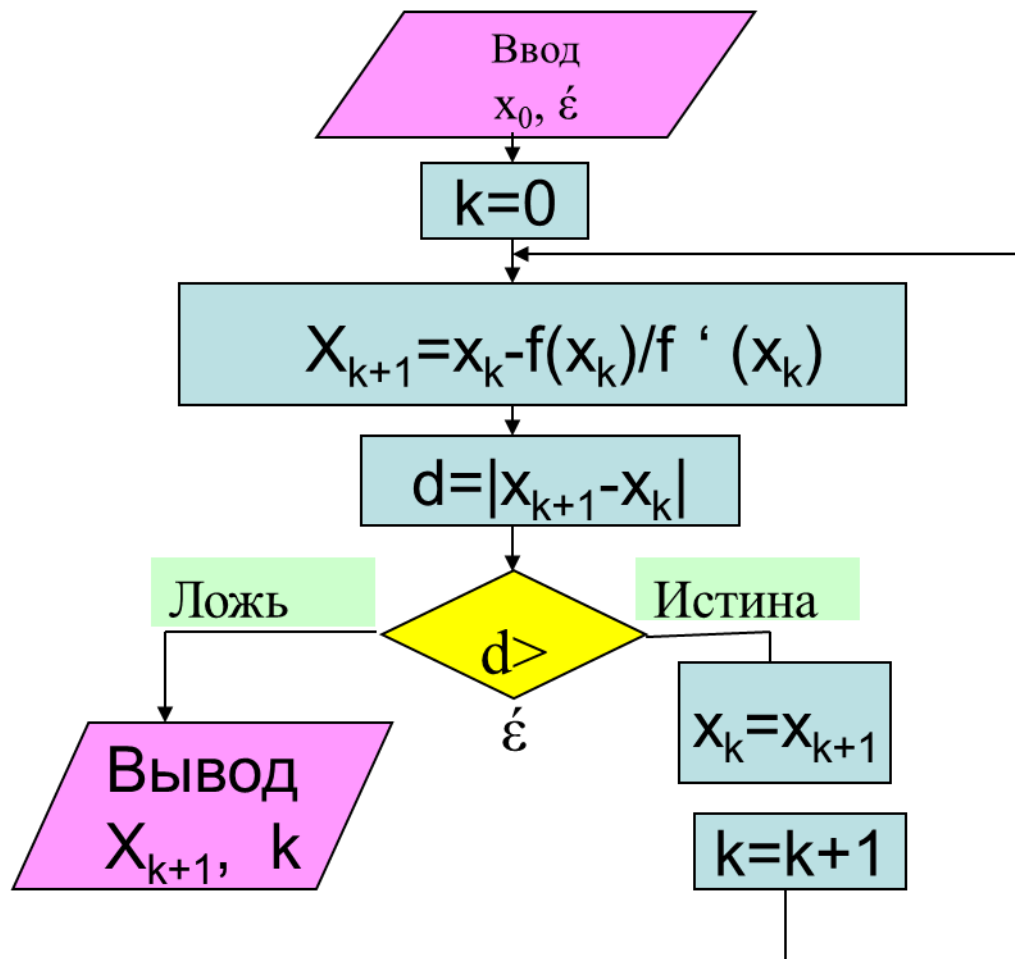 Ввод
x₀, έ
k=0
Xₖ₊₁=xₖ-f(xₖ)/f ‘ (xₖ)
d=|xₖ₊₁-xₖ|
Ложь
Истина
d>
έ
xₖ=xₖ₊₁
Вывод
Xₖ₊₁, k
k=k+1